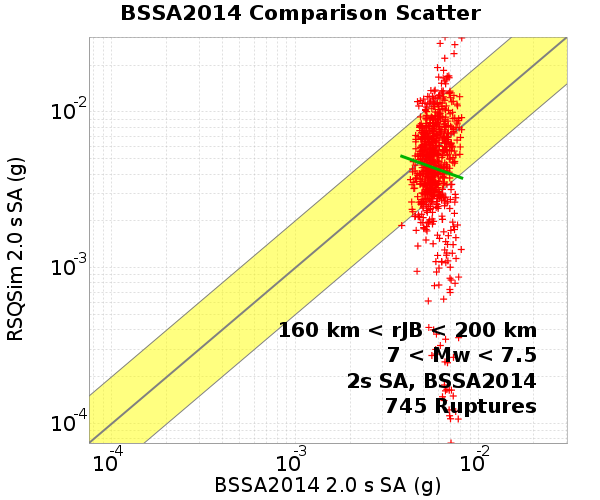 BSSA2014 Comparison Scatter
RSQSim 2.0 s SA (g)
10-2
10-3
10-4
160 km < rJB < 200 km
7 < Mw < 7.5
2s SA, BSSA2014
745 Ruptures
10-4 10-3 10-2
BSSA2014 2.0 s SA (g)